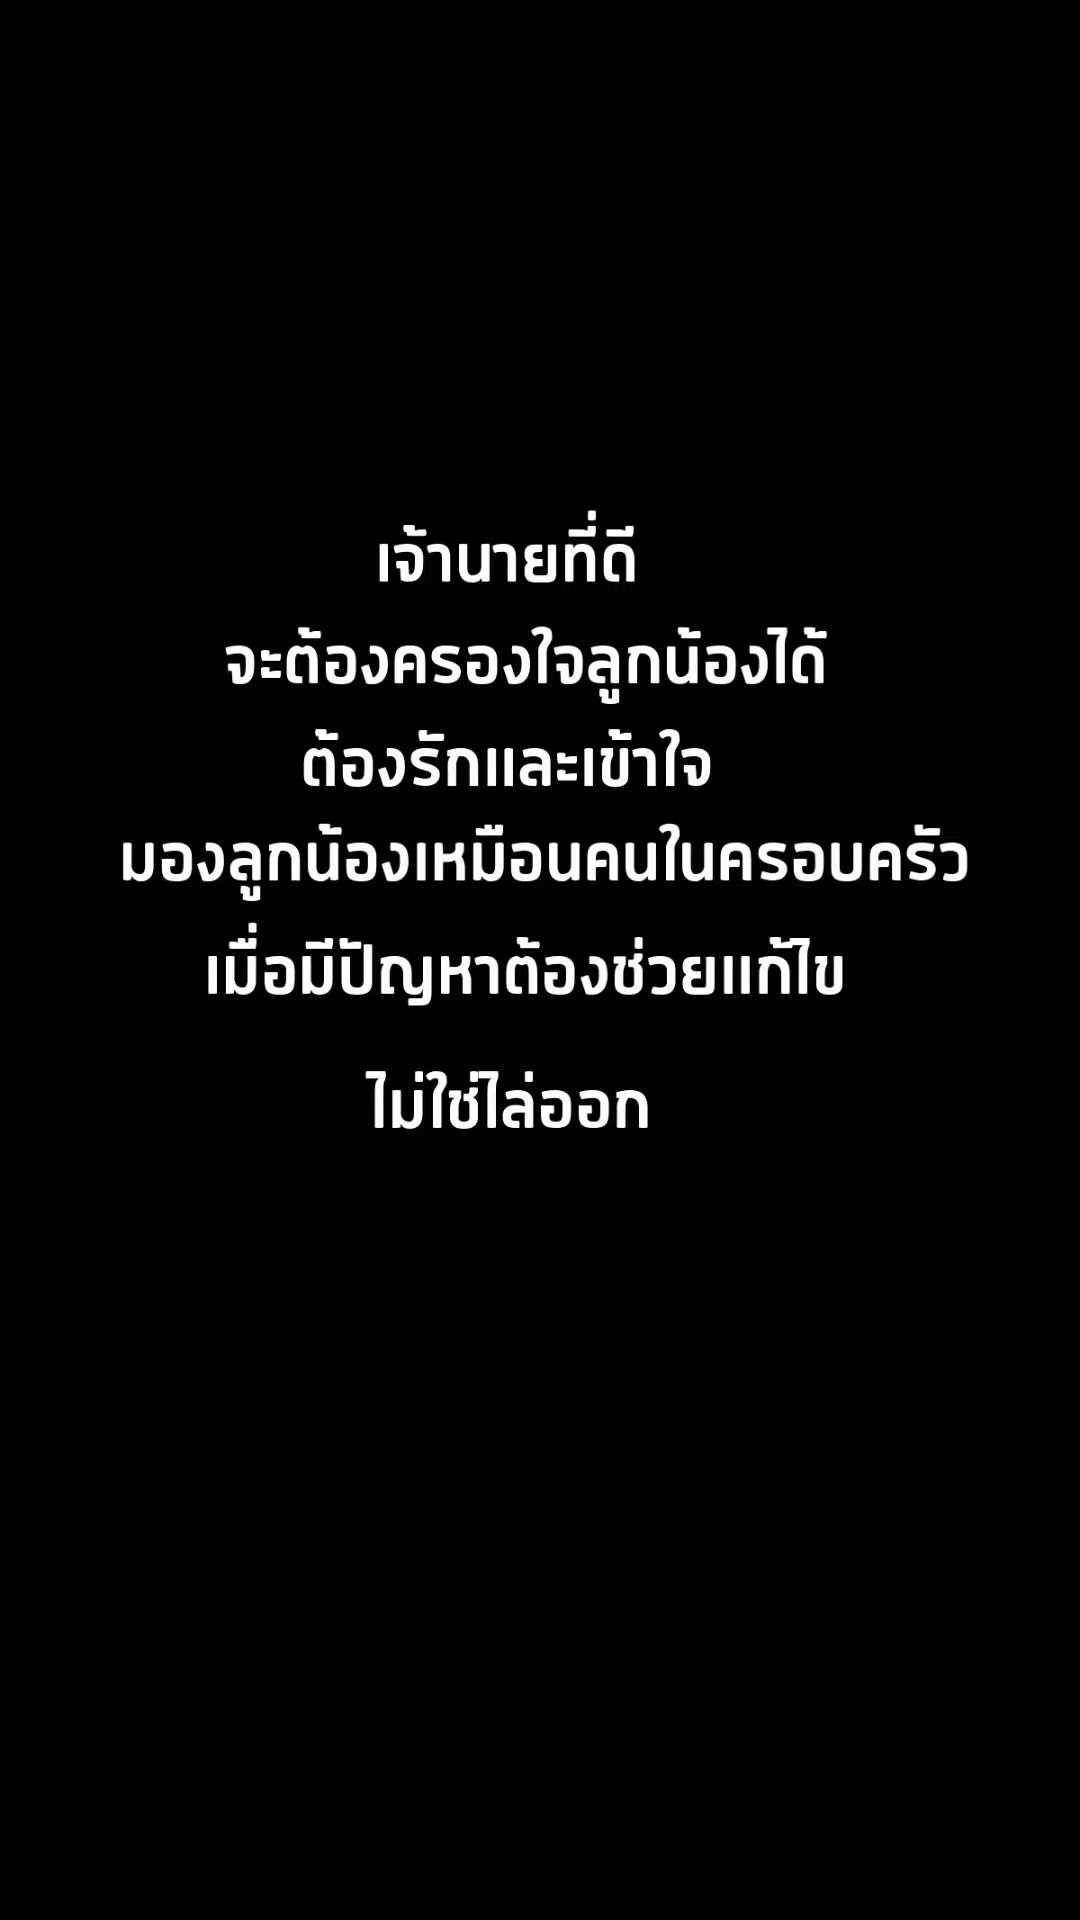 เจ้านายที่ดี
จะต้องครองใจลูกน้องได้
ต้องรักและเข้าใจ
มองลูกน้องเหมือนคนในครอบครัว
เมื่อมีปัญหาต้องช่วยแก้ไข
ไม่ใช่ไล่ออก